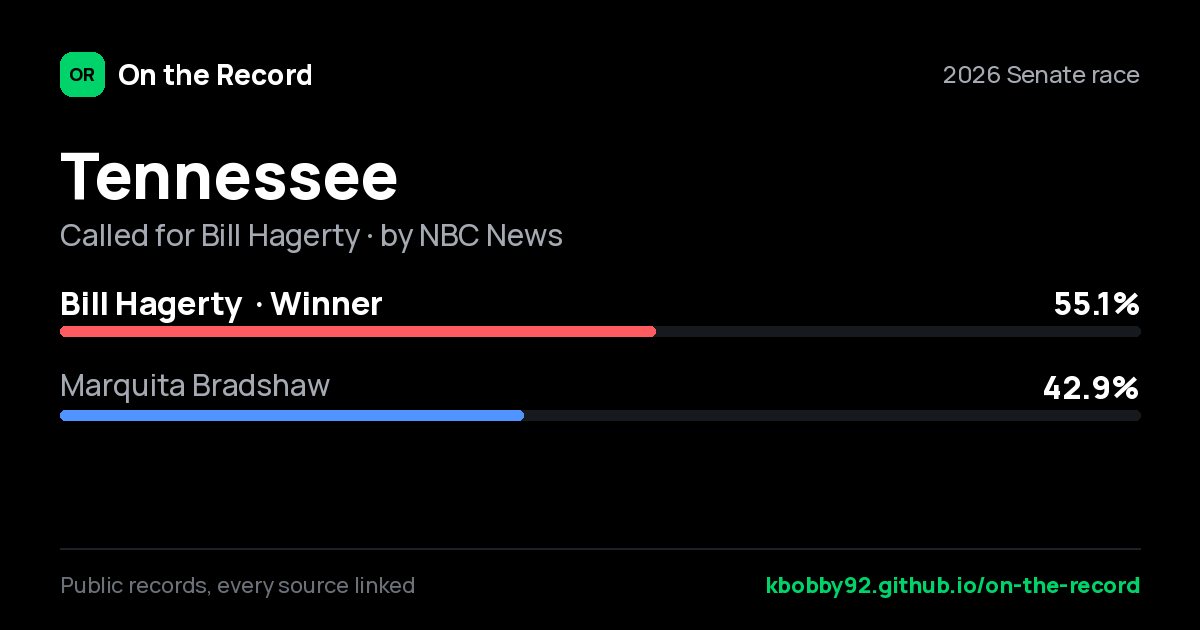 OR On the Record
2026 Senate race
Tennessee
Called for Bill Hagerty · by NBC News
Bill Hagerty · Winner 55.1%
Marquita Bradshaw 42.9%
Public records, every source linked
kbobby92.github.io/on-the-record